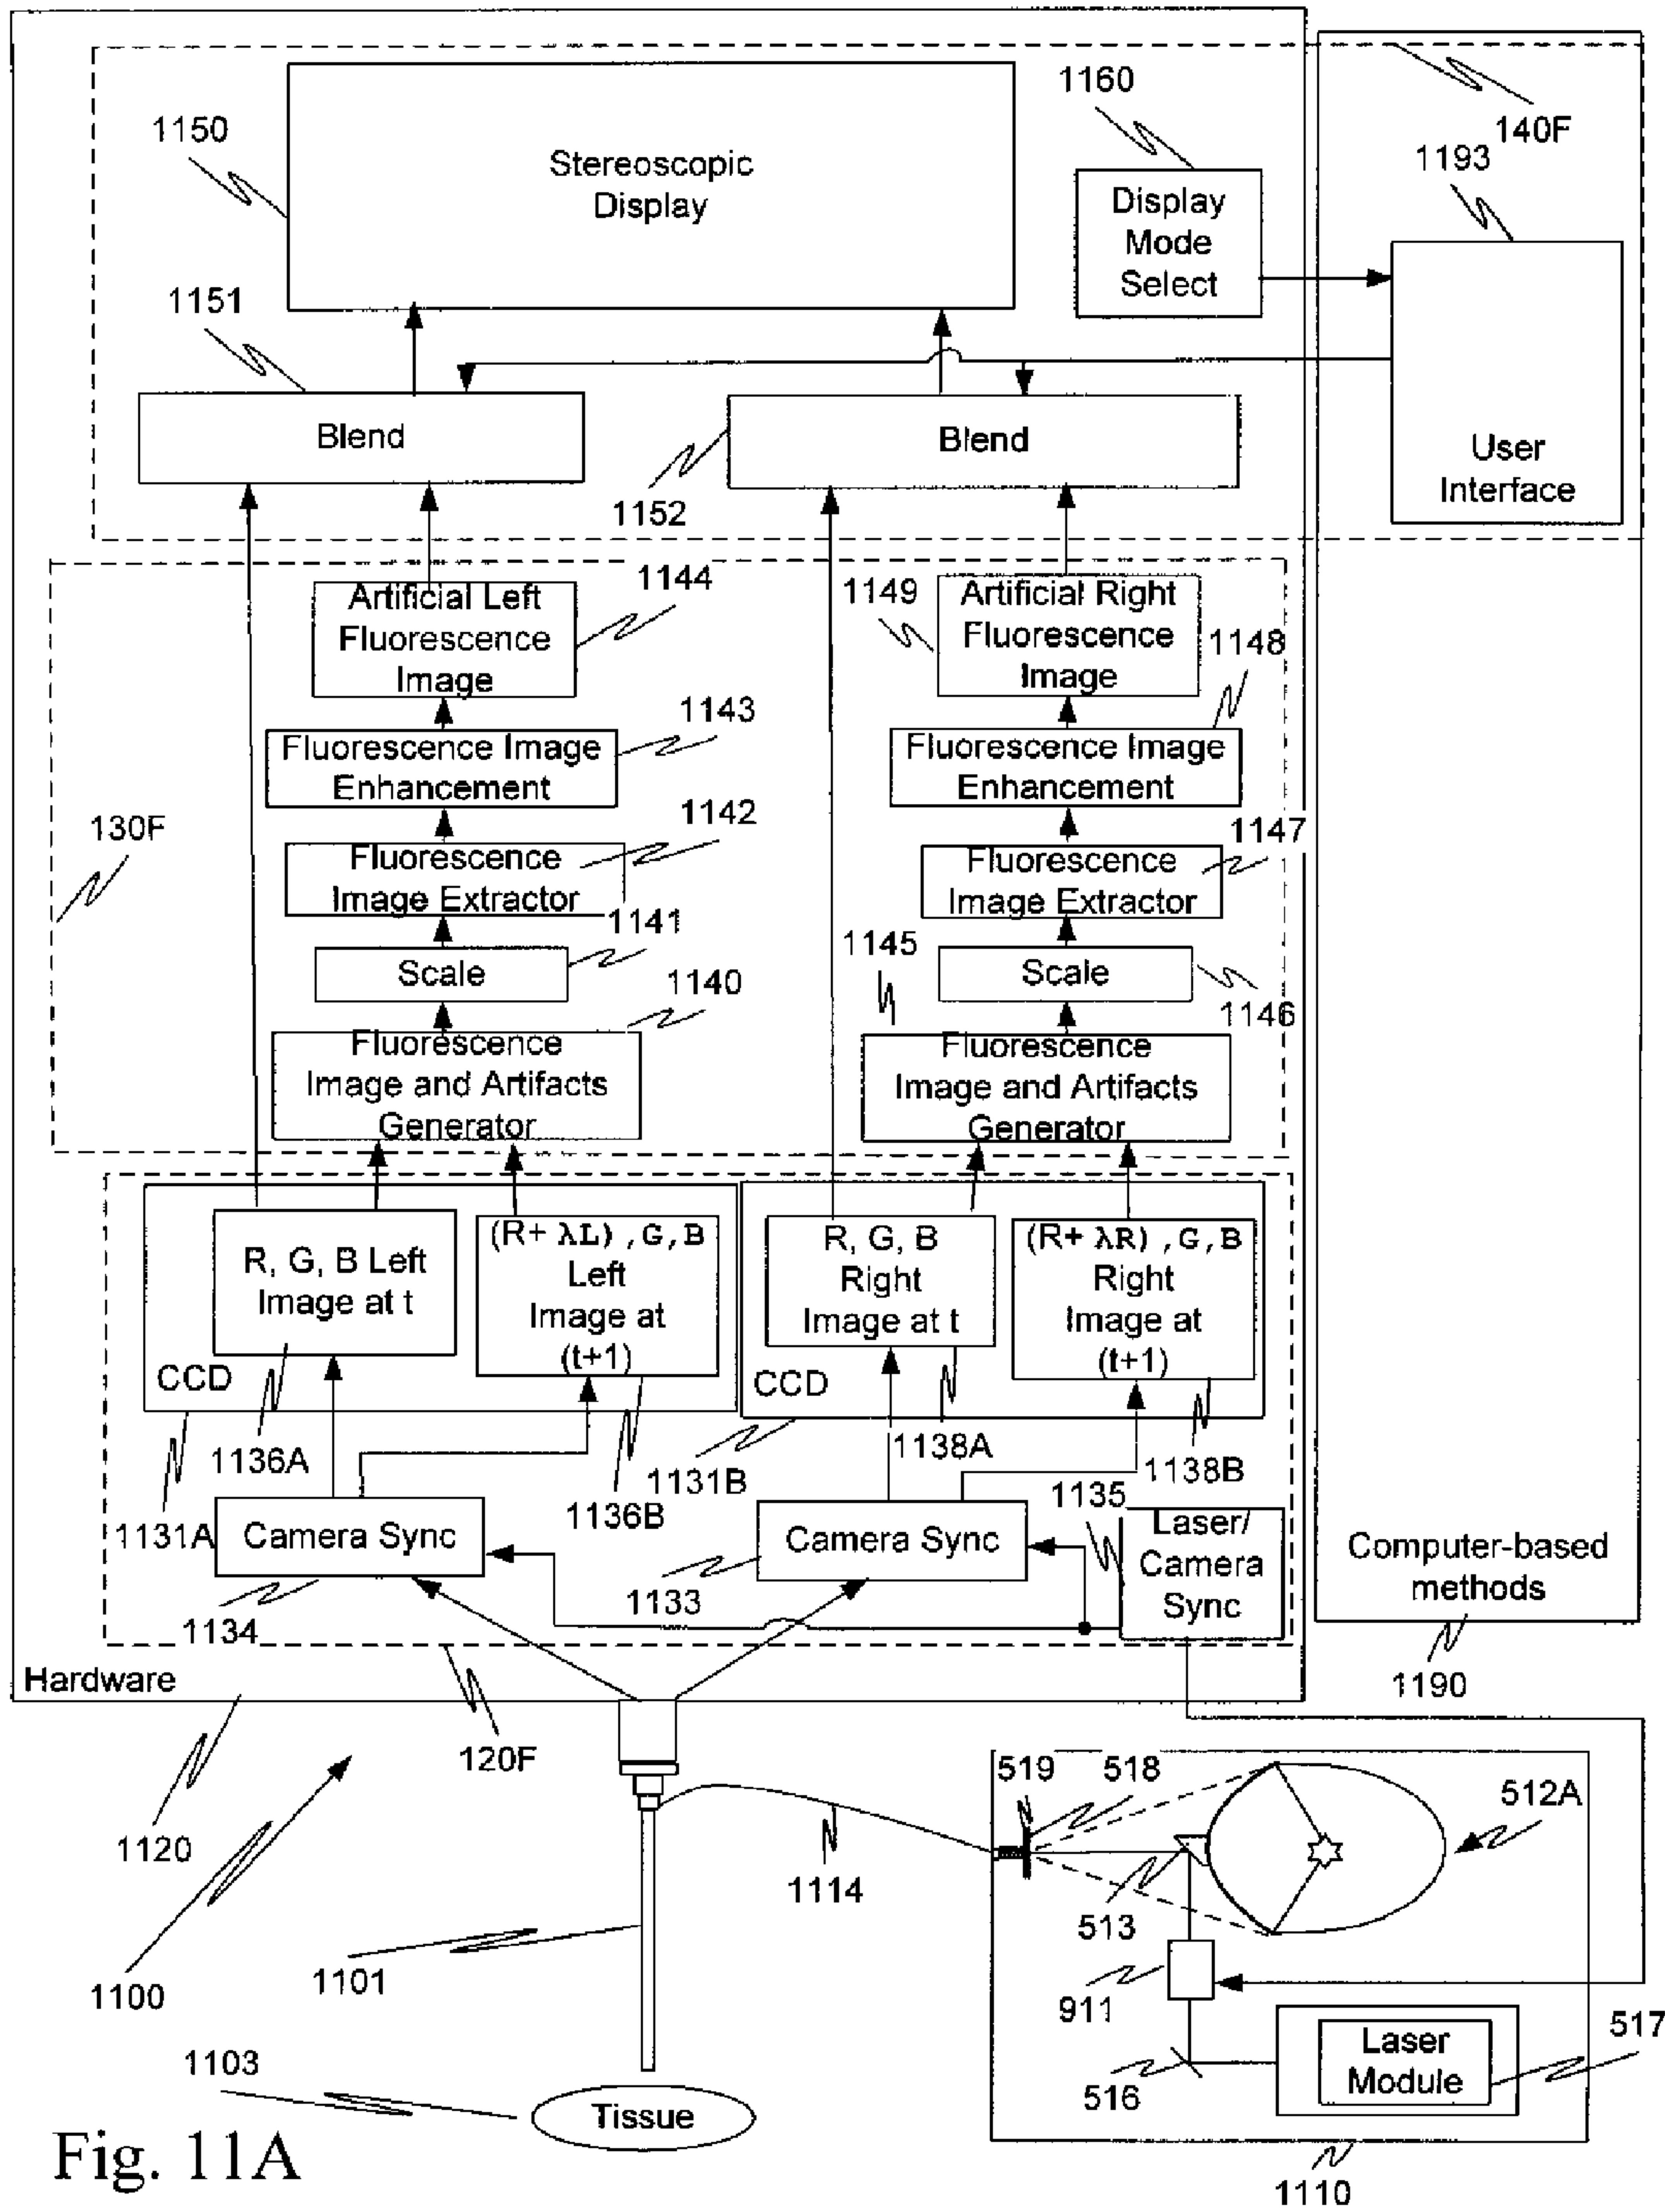 1160
140F
1150
Stereoscopic
Display
1193
Display
Mode
Select
1151
Blend
Blend
User
Interface
1152
1144
1149
Artificial Left
Fluorescence
Image
Artificial Right
Fluorescence
Image
1148
1143
Fluorescence Image
Enhancement
Fluorescence Image
Enhancement
130F
1142
1147
Fluorescence
Image Extractor
Fluorescence
Image Extractor
1141
1145
Scale
Scale
1140
1146
Fluorescence
Image and Artifacts
Generator
Fluorescence
Image and Artifacts
Generator
R, G, B Left
Image at t
(R+ λL) ,G,B
Left
Image at
(t+1)
R, G, B
Right
Image at t
(R+ λR) ,G,B
Right
Image at
(t+1)
CCD
CCD
1136A
1138A
1131B
1138B
1135
1136B
1131A
Camera Sync
Camera Sync
Laser/
Camera
Sync
Computer-based
methods
1133
1134
Hardware
1190
120F
519
518
512A
1120
1114
513
1101
1100
911
517
Laser
Module
1103
516
Tissue
Fig. 11A
1110